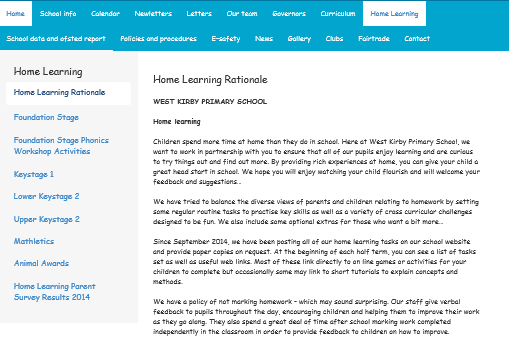 Home School info Calendar Newletters Letters Our team Governors Curriculum Home Learning
School data and ofsted report Policies and procedures E-safety News Gallery Clubs Fairtrade Contact
Home Learning
Home Learning Rationale
Foundation Stage
Foundation Stage Phonics
Workshop Activities
Keystage 1
Lower Keystage 2
Upper Keystage 2
Mathletics
Animal Awards
Home Learning Parent
Survey Results 2014
Home Learning Rationale
WEST KIRBY PRIMARY SCHOOL
Home learning
Children spend more time at home than they do in school. Here at West Kirby Primary School, we
want to work in partnership with you to ensure that all of our pupils enjoy learning and are curious
to try things out and find out more. By providing rich experiences at home, you can give your child a
great head start in school. We hope you will enjoy watching your child flourish and will welcome your
feedback and suggestions...
We have tried to balance the diverse views of parents and children relating to homework by setting
some regular routine tasks to practise key skills as well as a variety of cross curricular challenges
designed to be fun. We also include some optional extras for those who want a bit more...
Since September 2014, we have been posting all of our home learning tasks on our school website
and provide paper copies on request. At the beginning of each half term, you can see a list of tasks
set as well as useful web links. Most of these link directly to on line games or activities for your
children to complete but occasionally some may link to short tutorials to explain concepts and
methods.
We have a policy of not marking homework – which may sound surprising. Our staff give verbal
feedback to pupils throughout the day, encouraging children and helping them to improve their work
as they go along. They also spend a great deal of time after school marking work completed
independently in the classroom in order to provide feedback to children on how to improve.